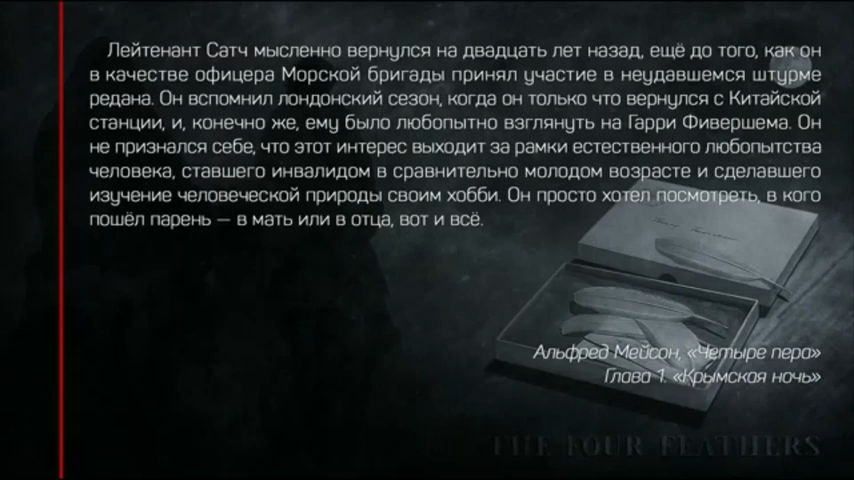 Лейтенант Сатч мысленно вернулся на двадцать лет назад, ещё до того, как он
в качестве офицера Морской бригады принял участие в неудавшемся штурме
редана. Он вспомнил лондонский сезон, когда он только что вернулся с Китайской
станции, и, конечно же, ему было любопытно взглянуть на Гарри Фивершема. Он
не признался себе, что этот интерес выходит за рамки естественного любопытства
человека, ставшего инвалидом в сравнительно молодом возрасте и сделавшего
изучение человеческой природы своим хобби. Он просто хотел посмотреть, в кого
пошёл парень — в мать или в отца, вот и всё.
Альфред Мейсон, «Четыре пера»
Глава 1. «Крымская ночь»
THE FOUR FEATHERS